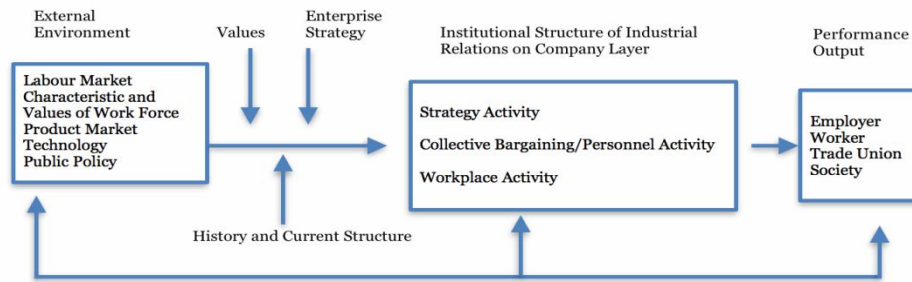 External
Environment
Values
Enterprise
Strategy
Institutional Structure of Industrial
Relations on Company Layer
Performance
Output
Labour Market
Characteristic and
Values of Work Force
Product Market
Technology
Public Policy
Strategy Activity
Collective Bargaining/Personnel Activity
Workplace Activity
Employer
Worker
Trade Union
Society
History and Current Structure